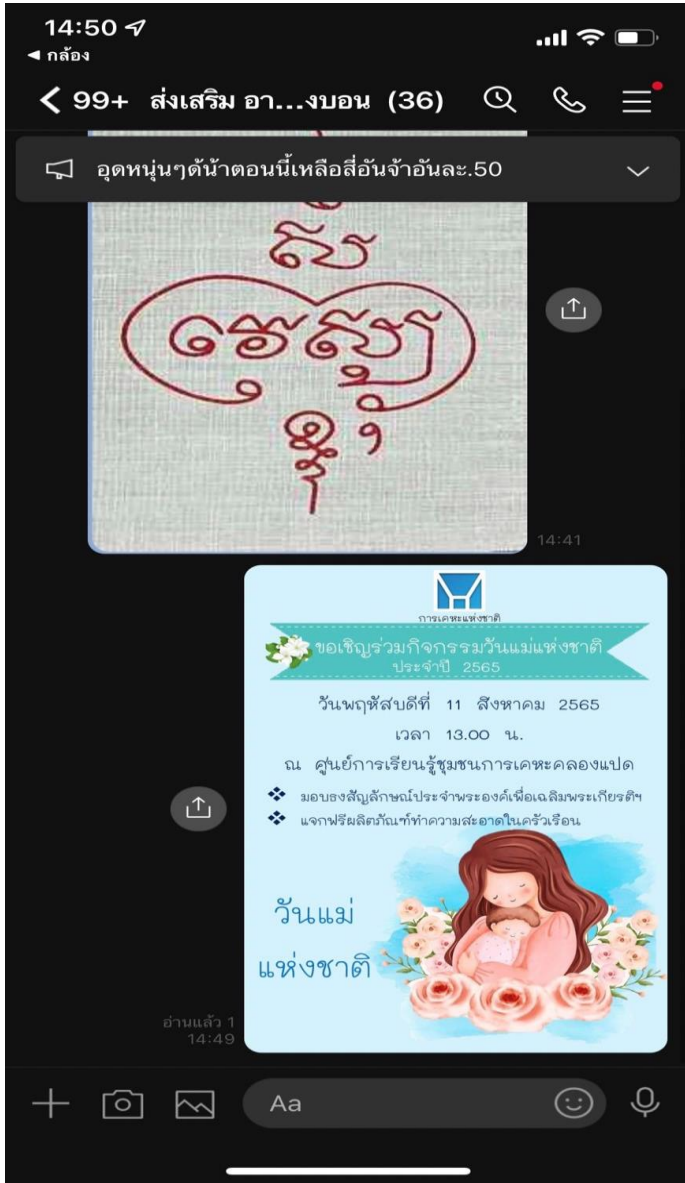 14:50
◀ กล้อง
99+ ส่งเสริม อา...งบอน (36)
อุดหนุ่นๆด้น้าตอนนี้เหลือสี่อันจ้าอันละ.50
14:41
การเคหะแห่งชาติ
ขอเชิญร่วมกิจกรรมวันแม่แห่งชาติ
ประจำปี 2565
วันพฤหัสบดีที่ 11 สิงหาคม 2565
เวลา 13.00 น.
ณ ศูนย์การเรียนรู้ชุมชนการเคหะคลองแปด
❖ มอบธงสัญลักษณ์ประจำพระองค์เพื่อเฉลิมพระเกียรติฯ
❖ แจกฟรีผลิตภัณฑ์ทำความสะอาดในครัวเรือน
วันแม่
แห่งชาติ
อ่านแล้ว 1
14:49
Aa